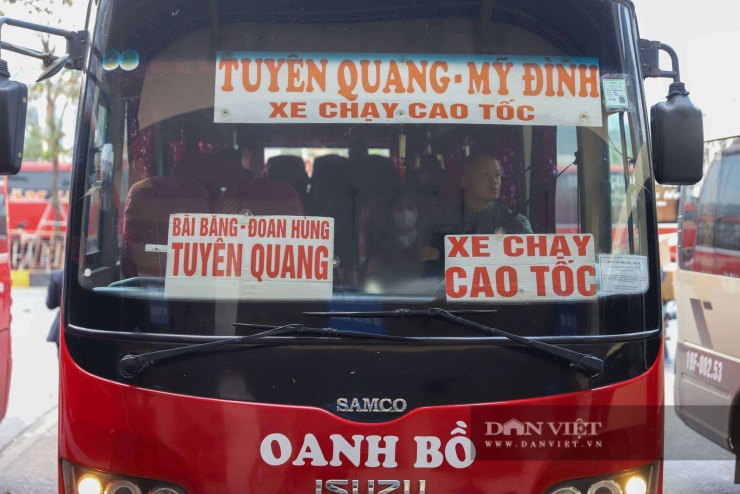 TUYÊN QUANG - MỸ ĐÌNH
XE CHẠY CAO TỐC
BÃI BẰNG - ĐOAN HÙNG
TUYÊN QUANG
XE CHẠY
CAO TỐC
19F-002.53
SAMCO
OANH BỒ
ISUZU
DÂN VIỆT
WWW.DANVIET.VN